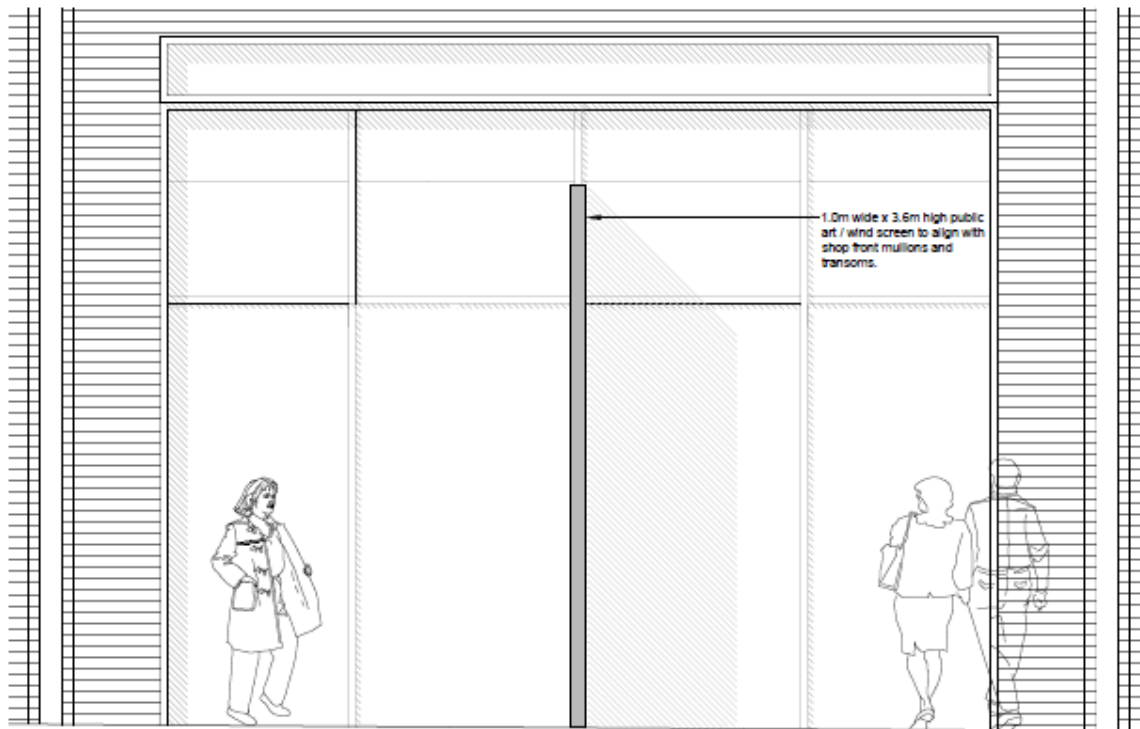 1.0m wide x 3.6m high public
art / wind screen to align with
shop front mullions and
transoms.